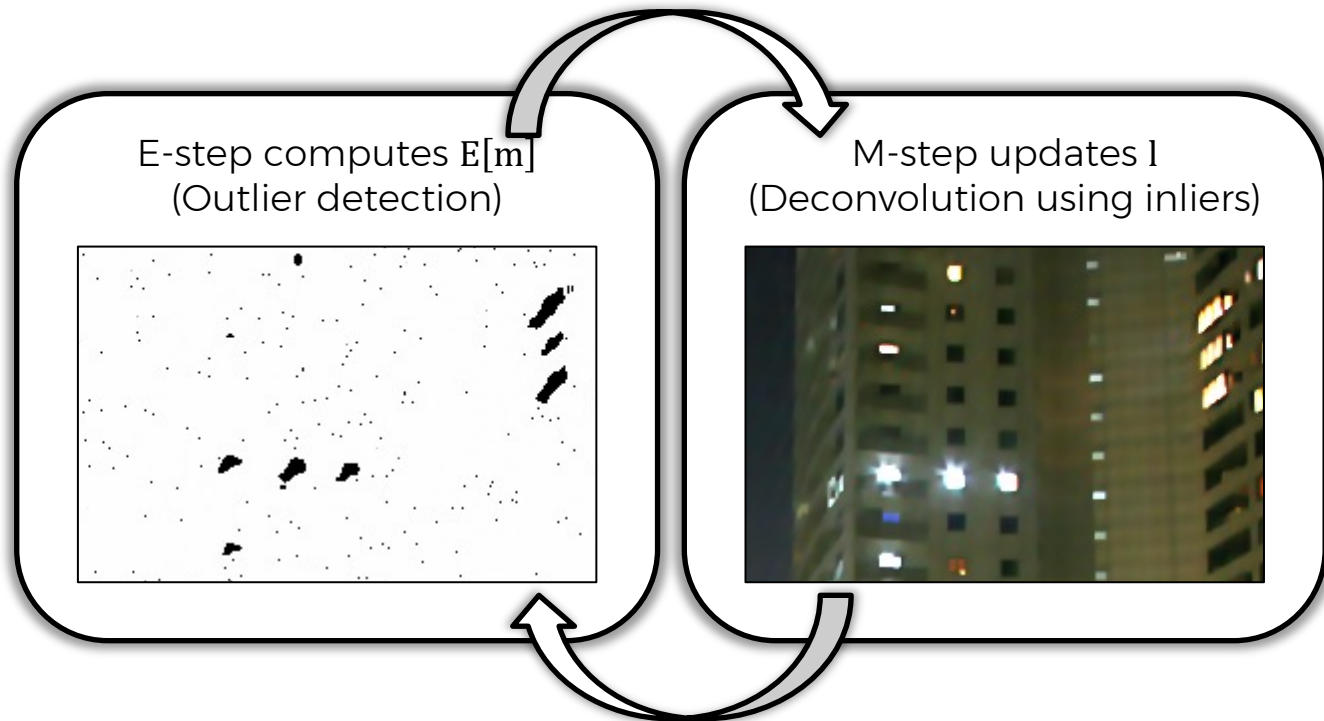 E-step computes E[m]
(Outlier detection)
M-step updates l
(Deconvolution using inliers)